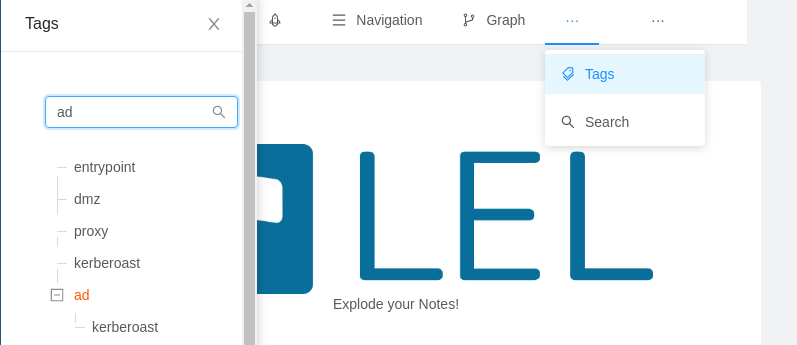 Tags
Navigation
Graph
...
...
Tags
Search
ad
entrypoint
dmz
proxy
kerberoast
ad
kerberoast
LEL
Explode your Notes!